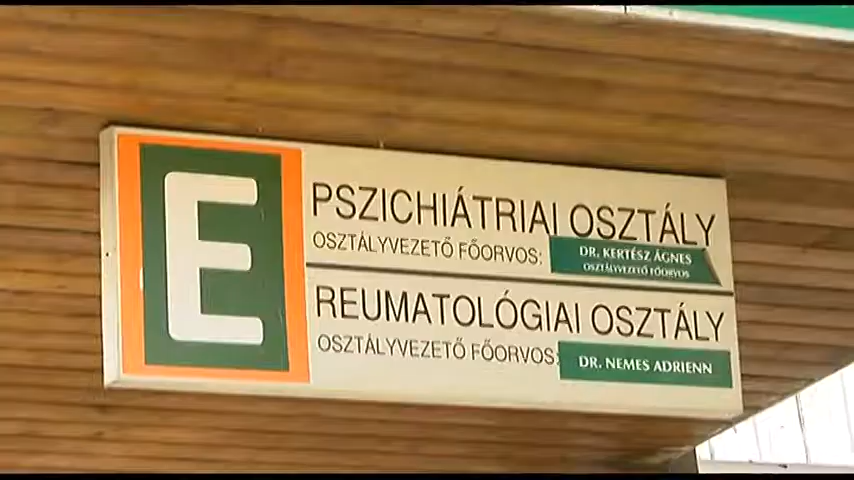 E
PSZICHIÁTRIAI OSZTÁLY
OSZTÁLYVEZETŐ FŐORVOS:
DR. KERTÉSZ ÁGNES
OSZTÁLYVEZETŐ FŐORVOS
REUMATOLÓGIAI OSZTÁLY
OSZTÁLYVEZETŐ FŐORVOS:
DR. NEMES ADRIENN